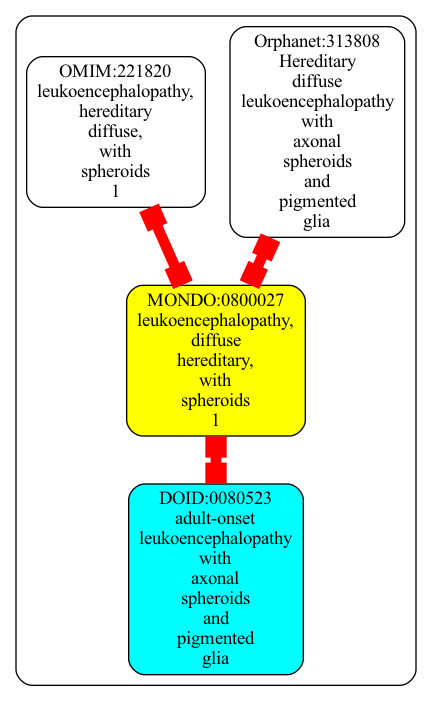 OMIM:221820
leukoencephalopathy,
hereditary
diffuse,
with
spheroids
1
Orphanet:313808
Hereditary
diffuse
leukoencephalopathy
with
axonal
spheroids
and
pigmented
glia
MONDO:0800027
leukoencephalopathy,
diffuse
hereditary,
with
spheroids
1
DOID:0080523
adult-onset
leukoencephalopathy
with
axonal
spheroids
and
pigmented
glia